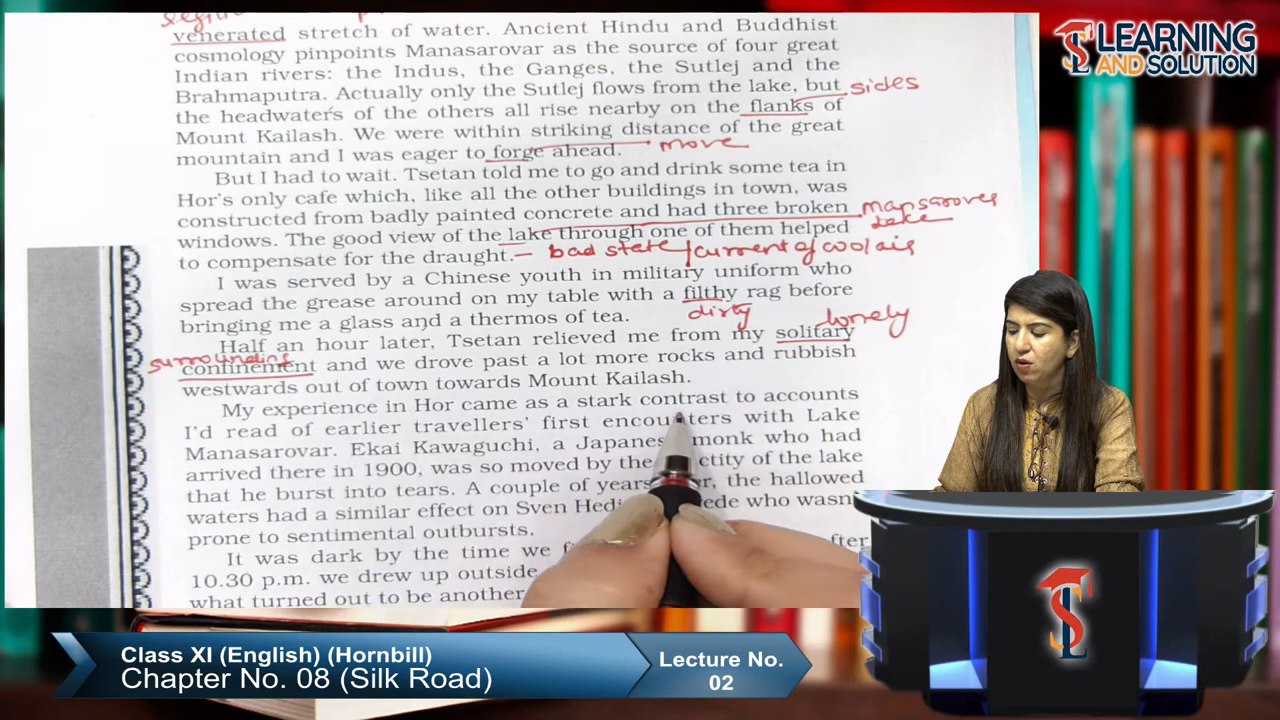 venerated stretch of water. Ancient Hindu and Buddhist
cosmology pinpoints Manasarovar as the source of four great
Indian rivers: the Indus, the Ganges, the Sutlej and the
Brahmaputra. Actually only the Sutlej flows from the lake, but sides
the headwaters of the others all rise nearby on the flanks of
Mount Kailash. We were within striking distance of the great
mountain and I was eager to forge ahead. move
But I had to wait. Tsetan told me to go and drink some tea in
Hor's only cafe which, like all the other buildings in town, was
constructed from badly painted concrete and had three broken
windows. The good view of the lake through one of them helped lake
to compensate for the draught. — bad state / current of cool air
I was served by a Chinese youth in military uniform who
spread the grease around on my table with a filthy rag before
bringing me a glass and a thermos of tea. dirty lonely
Half an hour later, Tsetan relieved me from my solitary
surrounding
confinement and we drove past a lot more rocks and rubbish
westwards out of town towards Mount Kailash.
My experience in Hor came as a stark contrast to accounts
I'd read of earlier travellers' first encounters with Lake
Manasarovar. Ekai Kawaguchi, a Japanese monk who had
arrived there in 1900, was so moved by the ctity of the lake
that he burst into tears. A couple of years the hallowed
waters had a similar effect on Sven Hedi ede who wasn
prone to sentimental outbursts.
It was dark by the time we f fter
10.30 p.m. we drew up outside
what turned out to be another
LEARNING
AND SOLUTION
Class XI (English) (Hornbill)
Chapter No. 08 (Silk Road)
Lecture No.
02